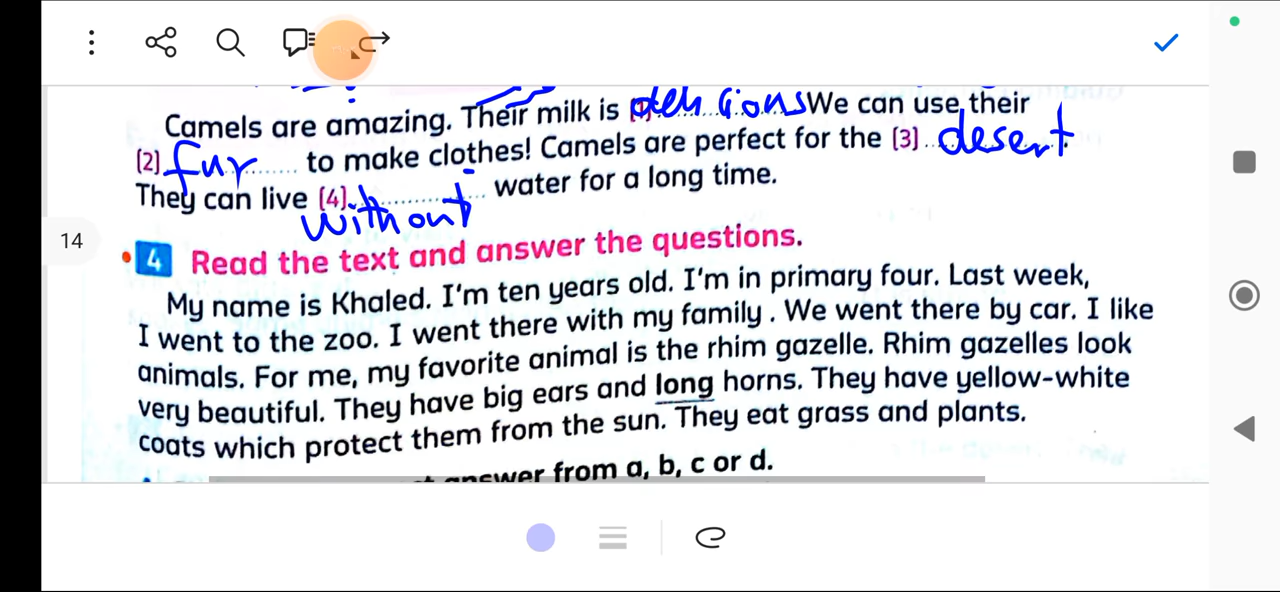 Camels are amazing. Their milk is (1) We can use their
(2) fur to make clothes! Camels are perfect for the (3) desert.
They can live (4) without water for a long time.
14
4 Read the text and answer the questions.
My name is Khaled. I'm ten years old. I'm in primary four. Last week,
I went to the zoo. I went there with my family . We went there by car. I like
animals. For me, my favorite animal is the rhim gazelle. Rhim gazelles look
very beautiful. They have big ears and long horns. They have yellow-white
coats which protect them from the sun. They eat grass and plants.
answer from a, b, c or d.